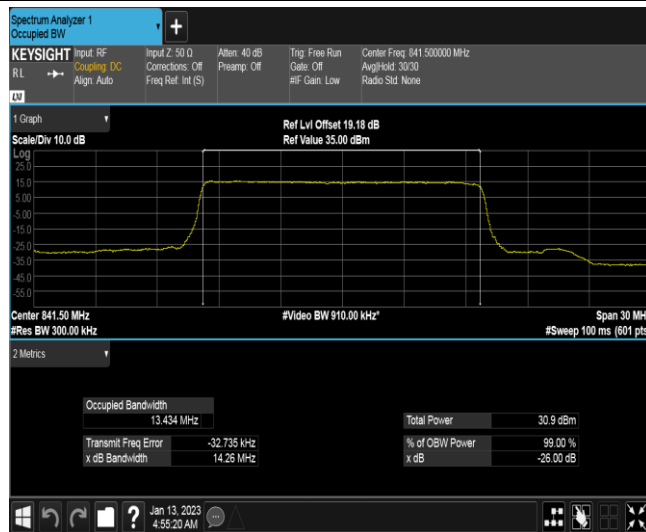 Spectrum Analyzer 1
Occupied BW
+
KEYSIGHT
RL
Input: RF
Coupling: DC
Align: Auto
Input Z: 50 Ω
Corrections: Off
Freq Ref: Int (S)
Atten: 40 dB
Preamp: Off
Trig: Free Run
Gate: Off
#IF Gain: Low
Center Freq: 841.500000 MHz
Avg|Hold: 30/30
Radio Std: None
1 Graph
Scale/Div 10.0 dB
Ref Lvl Offset 19.18 dB
Ref Value 35.00 dBm
Log
25.0
15.0
5.00
-5.00
-15.0
-25.0
-35.0
-45.0
-55.0
Center 841.50 MHz
#Res BW 300.00 kHz
#Video BW 910.00 kHz*
Span 30 MH
#Sweep 100 ms (601 pts
2 Metrics
Occupied Bandwidth
13.434 MHz
Transmit Freq Error -32.735 kHz
x dB Bandwidth 14.26 MHz
Total Power 30.9 dBm
% of OBW Power 99.00 %
x dB -26.00 dB
?
Jan 13, 2023
4:55:20 AM